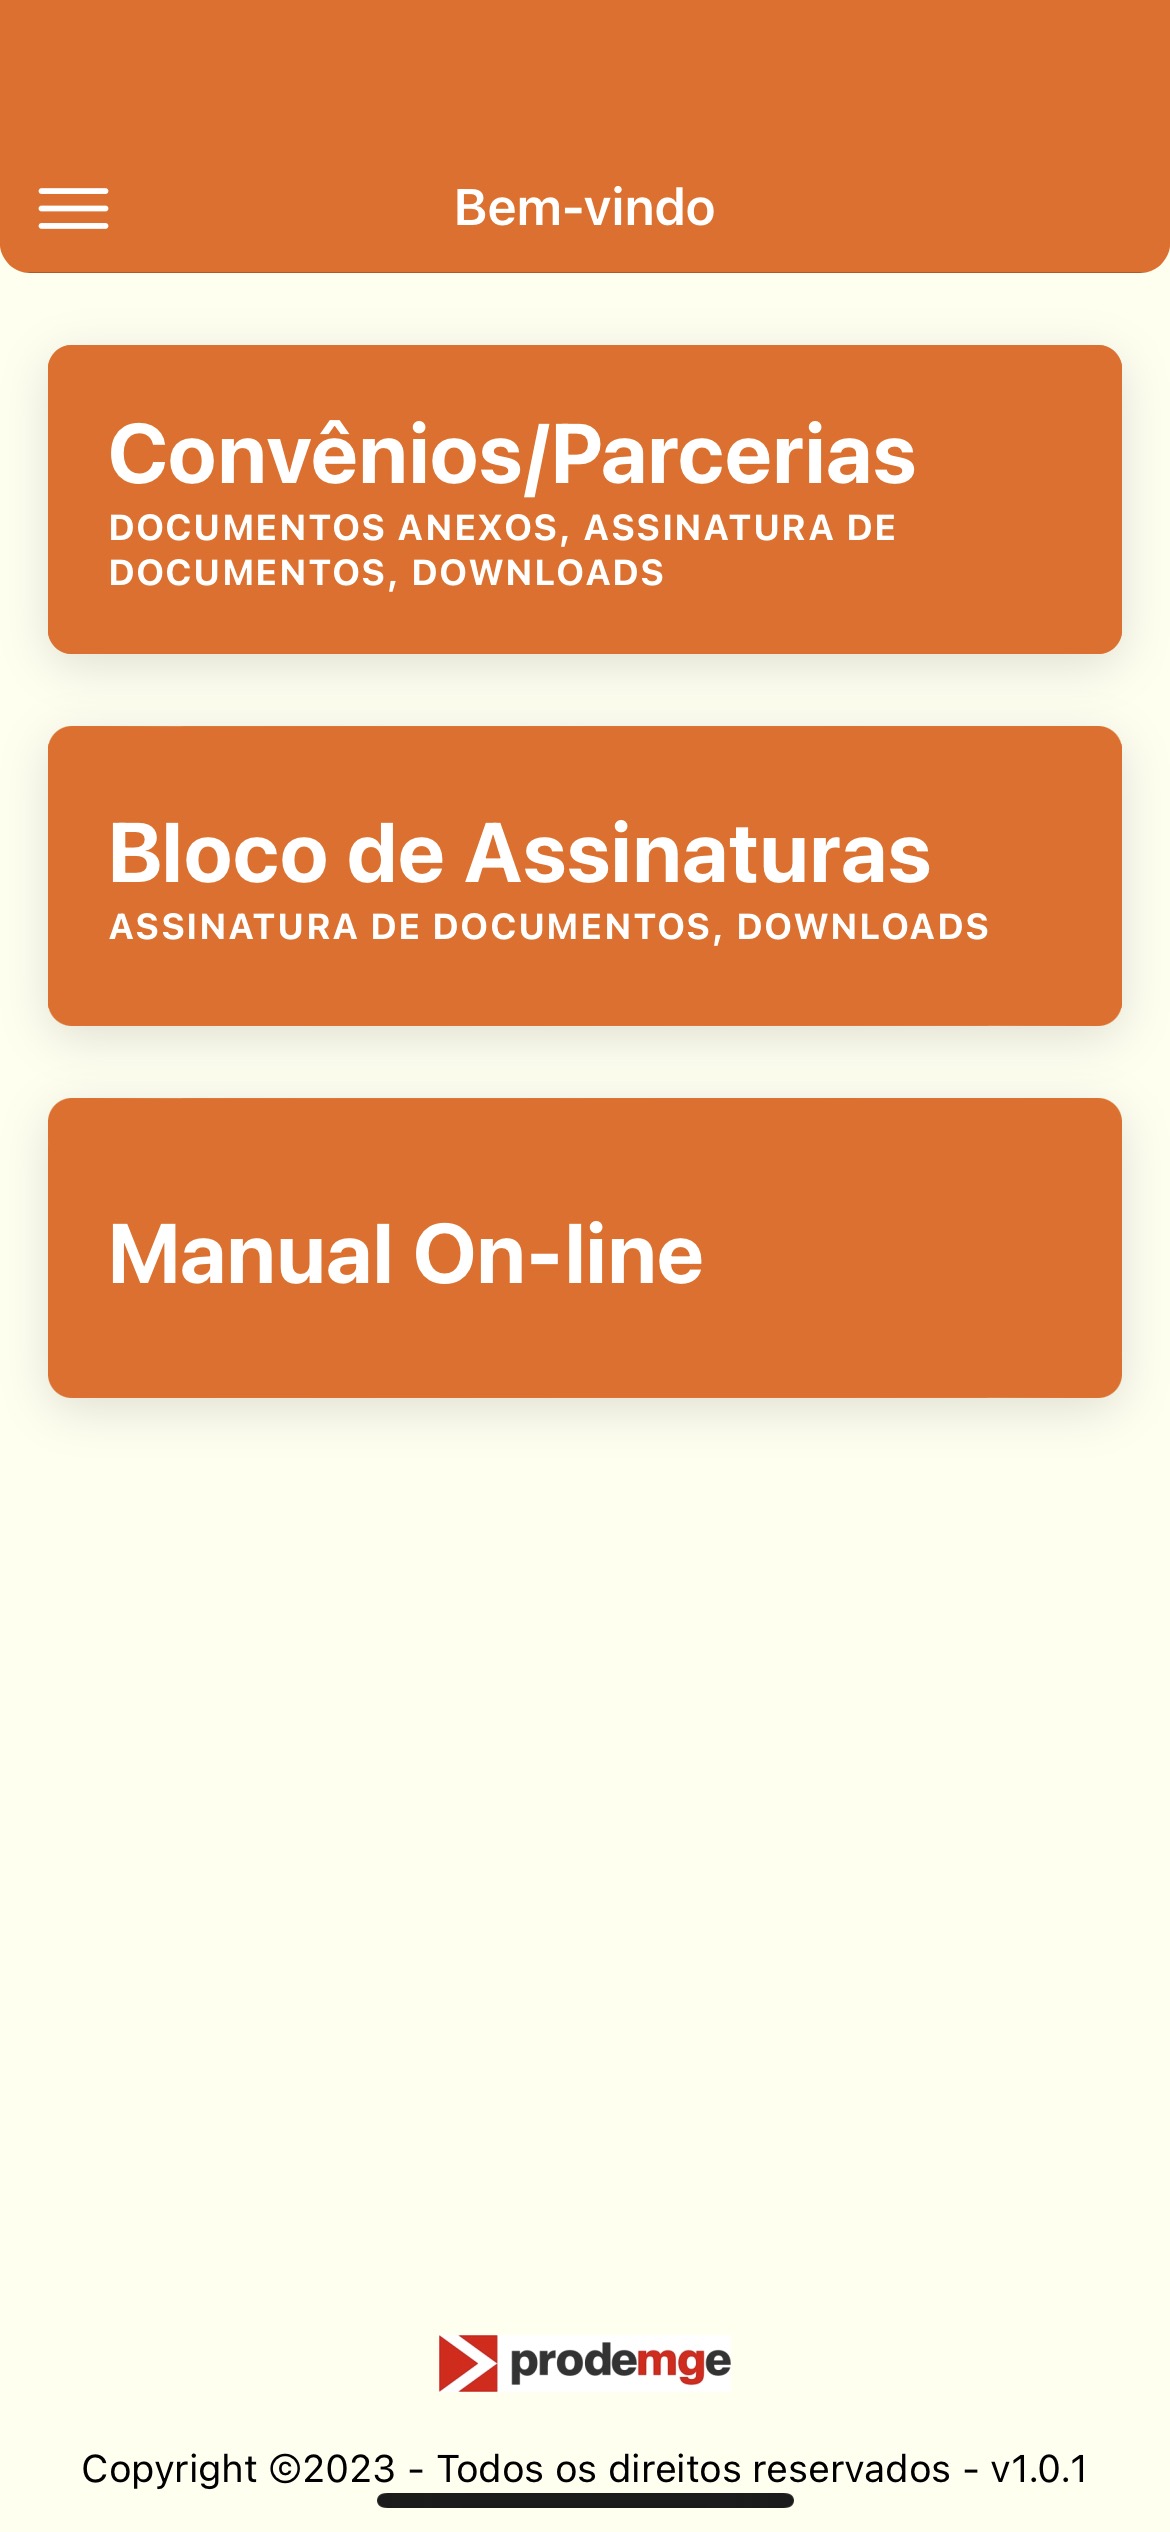 Bem-vindo
Convênios/Parcerias
DOCUMENTOS ANEXOS, ASSINATURA DE
DOCUMENTOS, DOWNLOADS
Bloco de Assinaturas
ASSINATURA DE DOCUMENTOS, DOWNLOADS
Manual On-line
prodemge
Copyright ©2023 - Todos os direitos reservados - v1.0.1